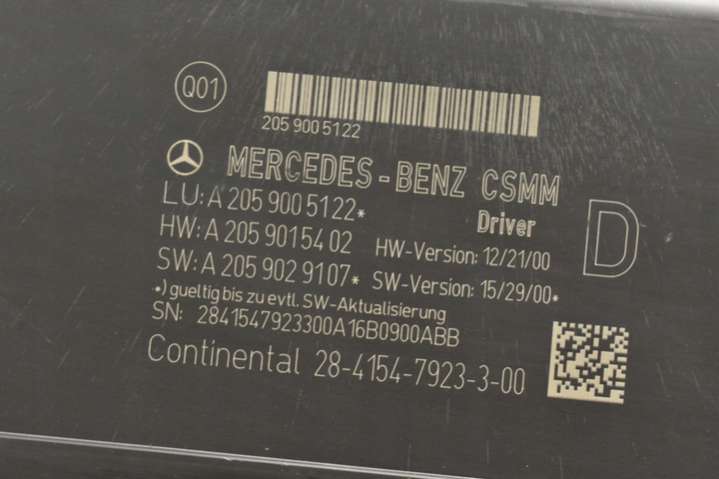 Q01
205 900 5122
MERCEDES-BENZ CSMM
LU: A 205 900 5122*
Driver
D
HW: A 205 901 54 02 HW-Version: 12/21/00
SW: A 205 902 9107* SW-Version: 15/29/00*
*) gueltig bis zu evtl. SW-Aktualisierung
SN: 2841547923300A16B0900ABB
Continental 28-4154-7923-3-00